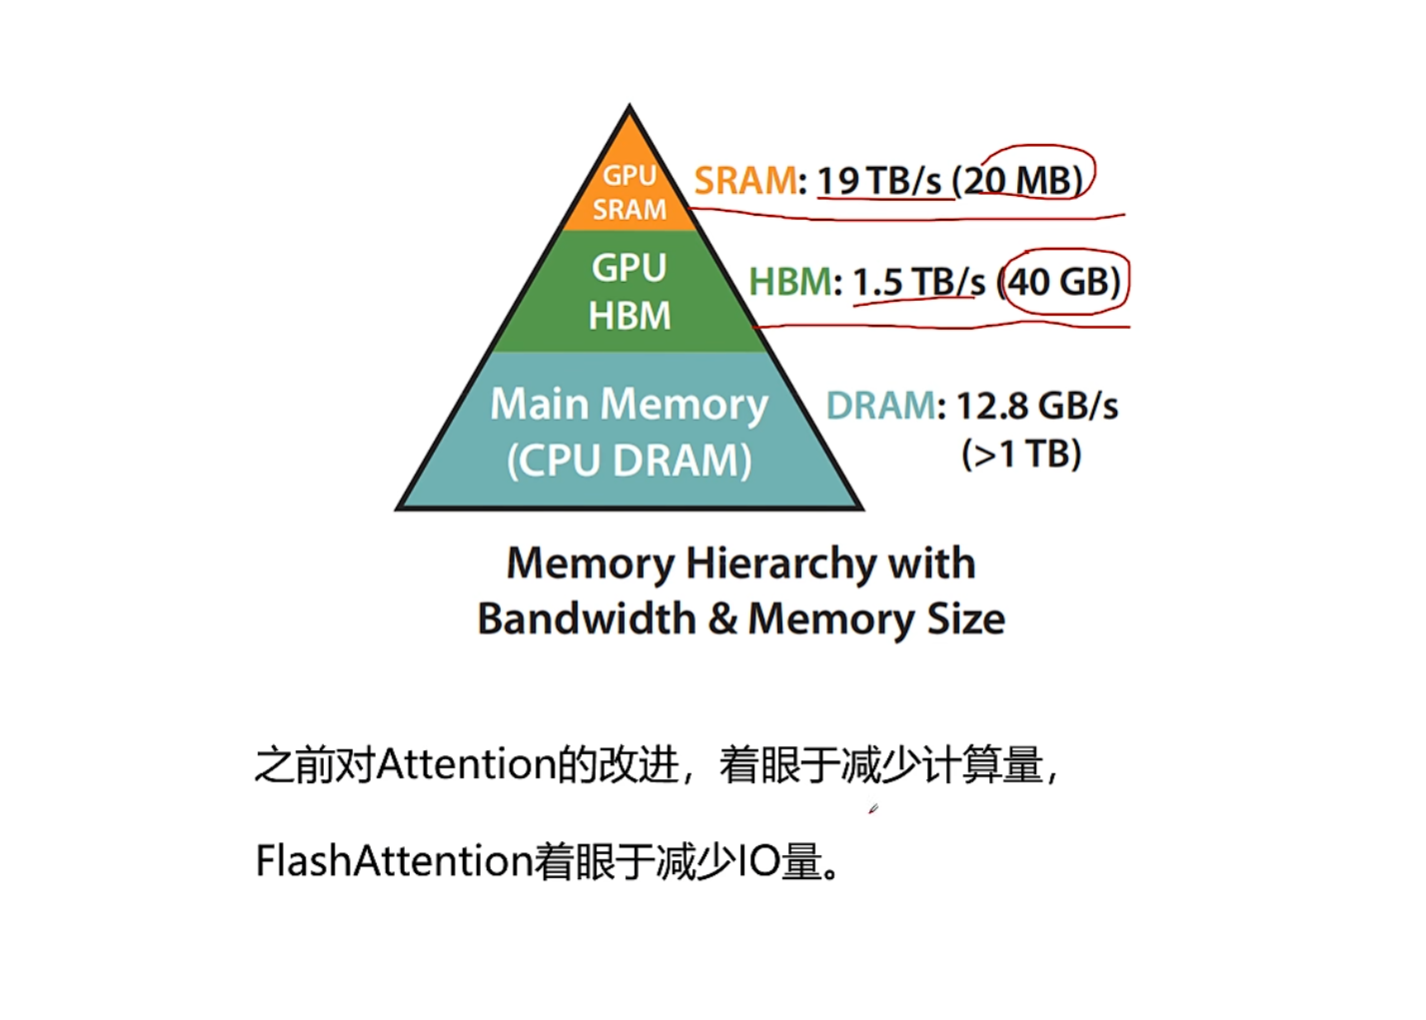 GPU
SRAM
SRAM: 19 TB/s (20 MB)
GPU
HBM
HBM: 1.5 TB/s (40 GB)
Main Memory
(CPU DRAM)
DRAM: 12.8 GB/s
(>1 TB)
Memory Hierarchy with
Bandwidth & Memory Size
之前对Attention的改进，着眼于减少计算量，
FlashAttention着眼于减少IO量。